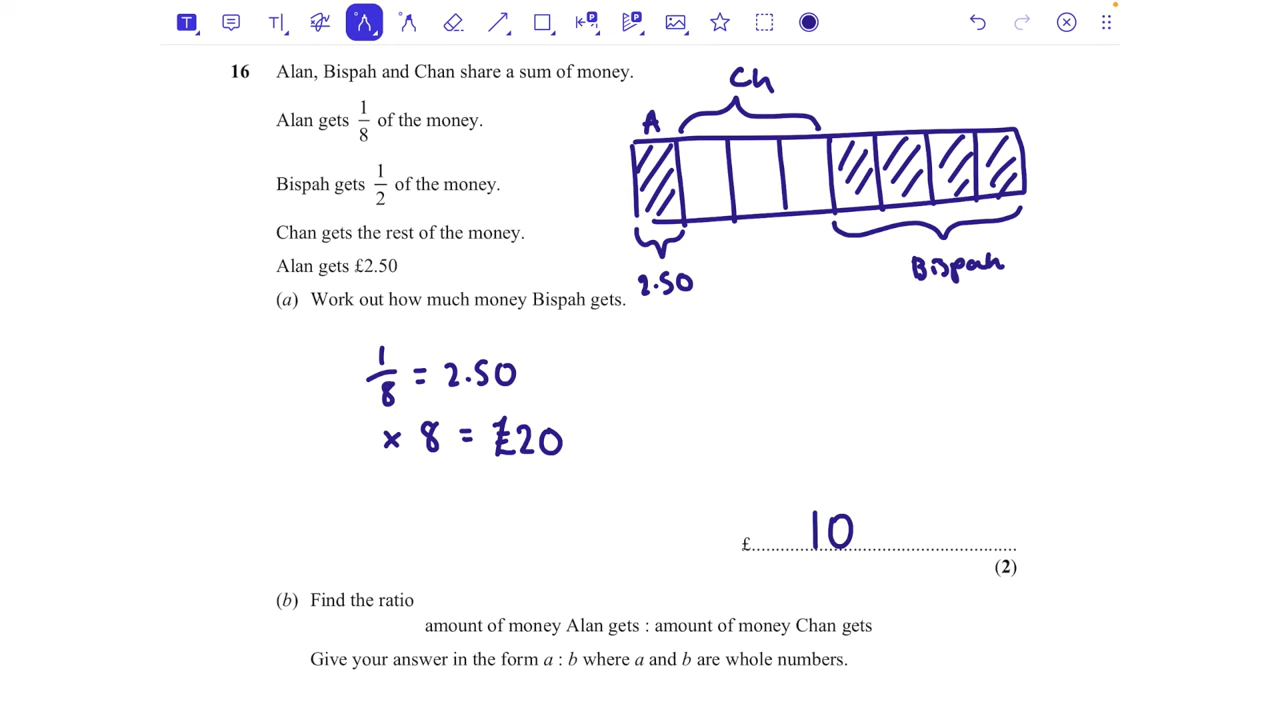 16 Alan, Bispah and Chan share a sum of money.
Ch
A
Alan gets 1/8 of the money.
Bispah gets 1/2 of the money.
Chan gets the rest of the money.
Alan gets £2.50
2.50
Bispah
(a) Work out how much money Bispah gets.
1/8 = 2.50
× 8 = £20
£ 10
(2)
(b) Find the ratio
amount of money Alan gets : amount of money Chan gets
Give your answer in the form a : b where a and b are whole numbers.